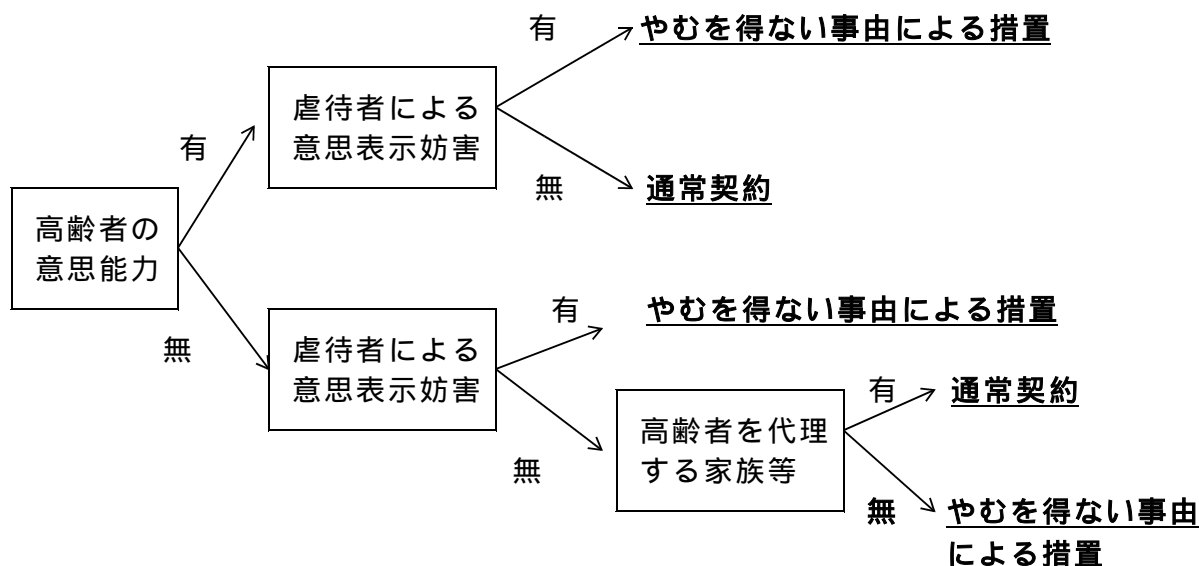 有
やむを得ない事由による措置
虐待者による
意思表示妨害
有
無
通常契約
高齢者の
意思能力
有
やむを得ない事由による措置
無
虐待者による
意思表示妨害
有
通常契約
高齢者を代理
する家族等
無
無
やむを得ない事由
による措置